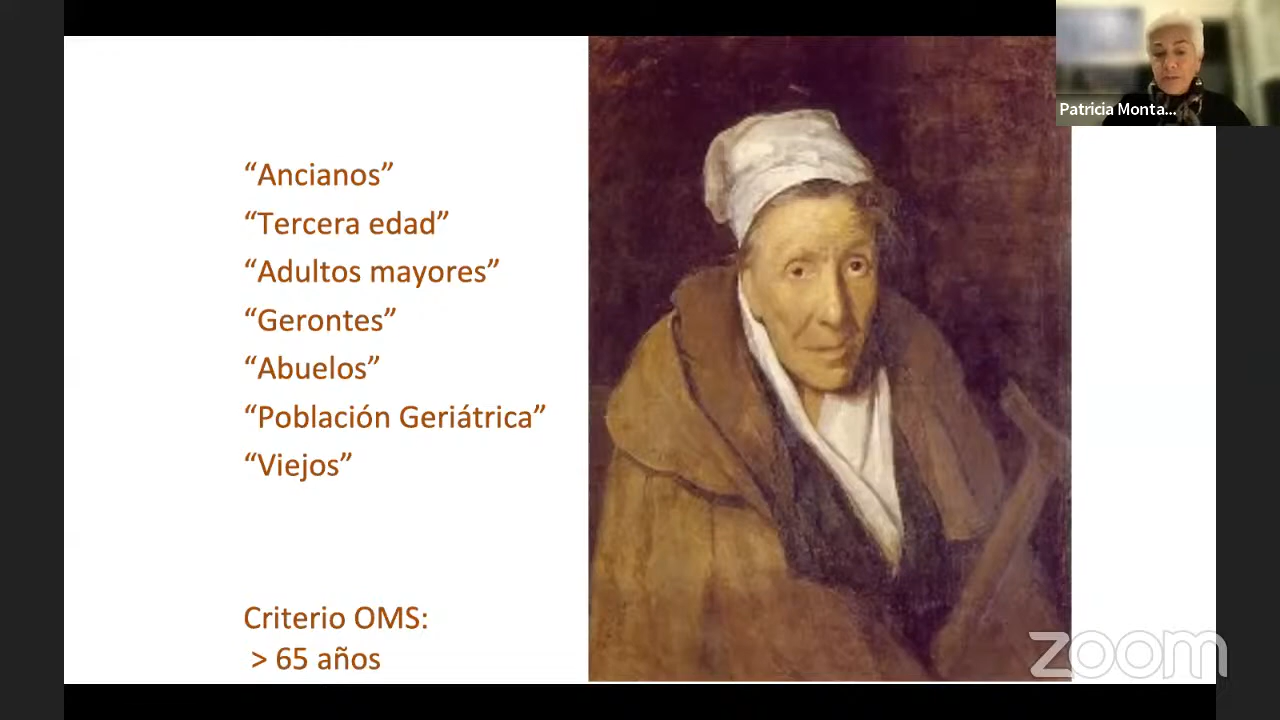 Patricia Monta...
“Ancianos”
“Tercera edad”
“Adultos mayores”
“Gerontes”
“Abuelos”
“Población Geriátrica”
“Viejos”
Criterio OMS:
> 65 años
zoom